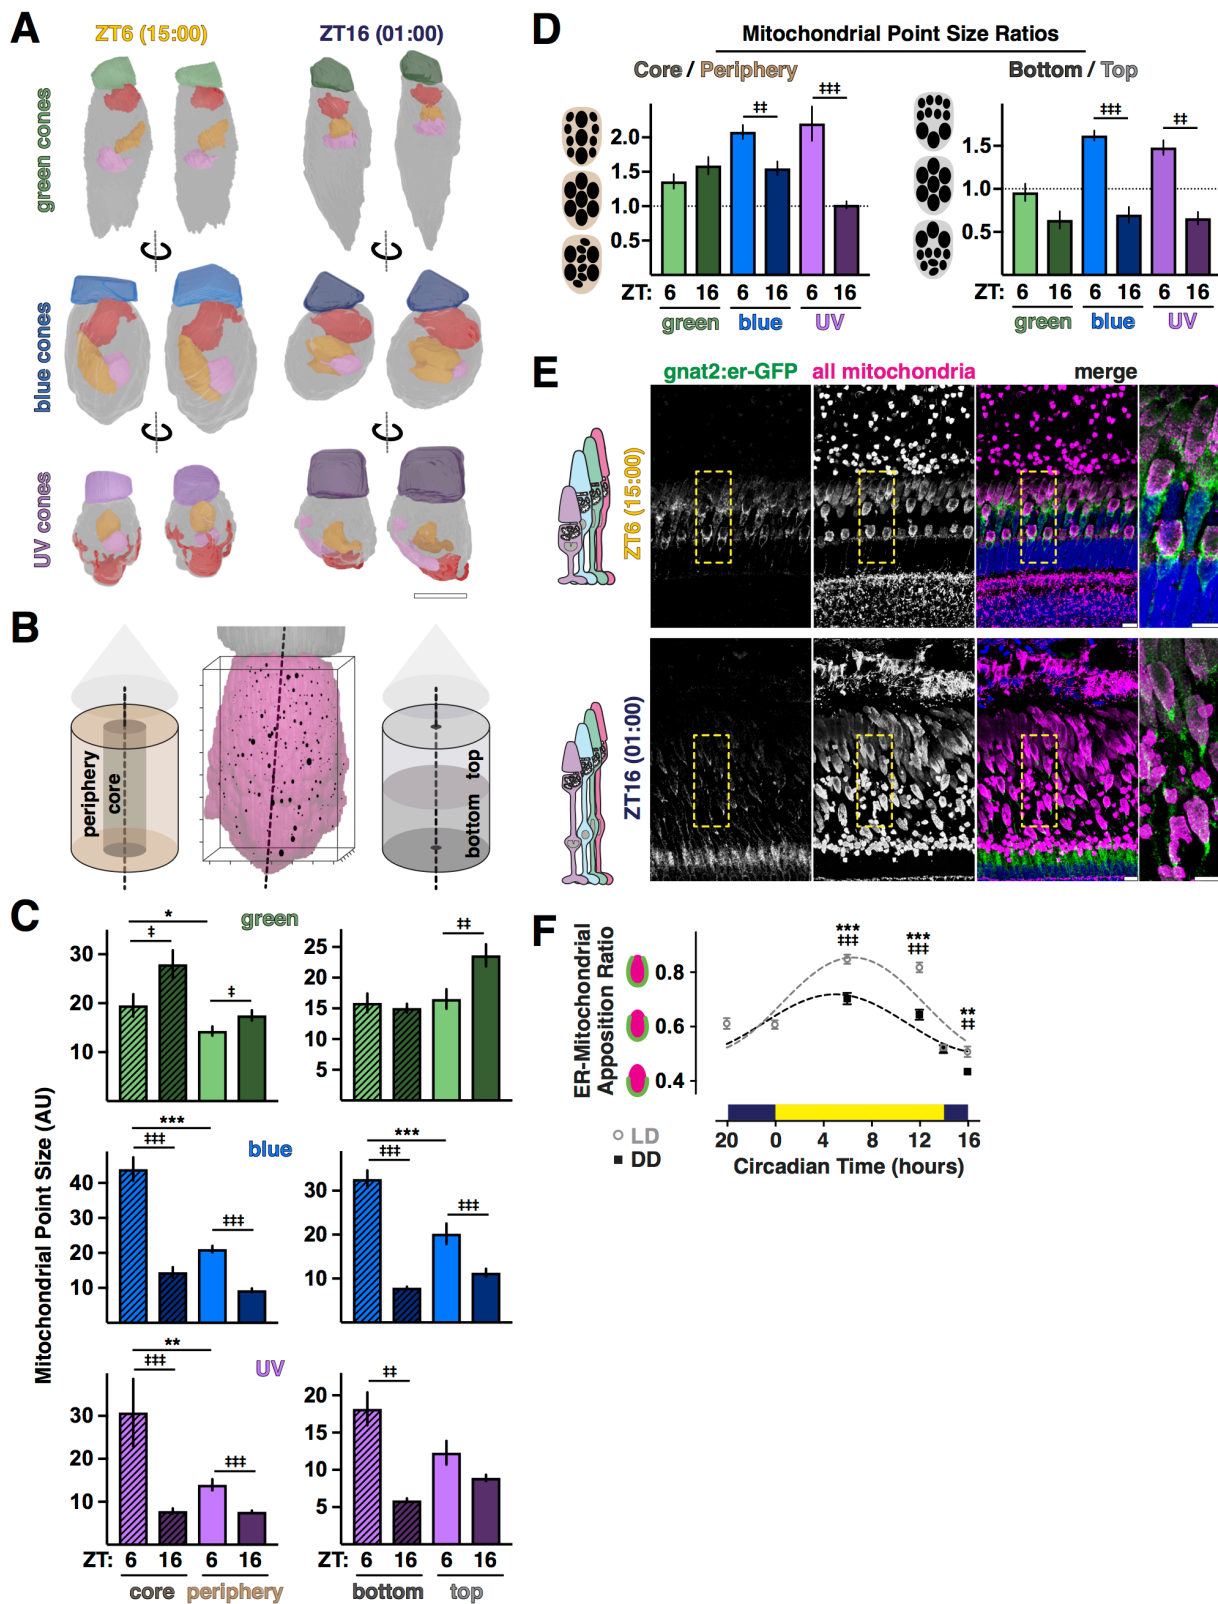 A
ZT6 (15:00)
ZT16 (01:00)
green cones
blue cones
UV cones
B
periphery
core
top
bottom
C
Mitochondrial Point Size (AU)
green
* ‡ ‡
30
20
10
‡‡
25
20
15
10
5
blue
*** ‡‡‡ ‡‡‡
40
30
20
10
*** ‡‡‡ ‡‡‡
30
20
10
UV
** ‡‡‡ ‡‡‡
30
20
10
‡‡
20
15
10
5
ZT: 6 16 6 16
core periphery
ZT: 6 16 6 16
bottom top
D
Mitochondrial Point Size Ratios
Core / Periphery
‡‡ ‡‡‡
2.0
1.5
1.0
0.5
ZT: 6 16 6 16 6 16
green blue UV
Bottom / Top
‡‡‡ ‡‡
1.5
1.0
0.5
ZT: 6 16 6 16 6 16
green blue UV
E
gnat2:er-GFP all mitochondria merge
ZT6 (15:00)
ZT16 (01:00)
F
ER-Mitochondrial
Apposition Ratio
0.8
0.6
0.4
***
‡‡‡
***
‡‡‡
**
‡‡
20 0 4 8 12 16
Circadian Time (hours)
LD
DD